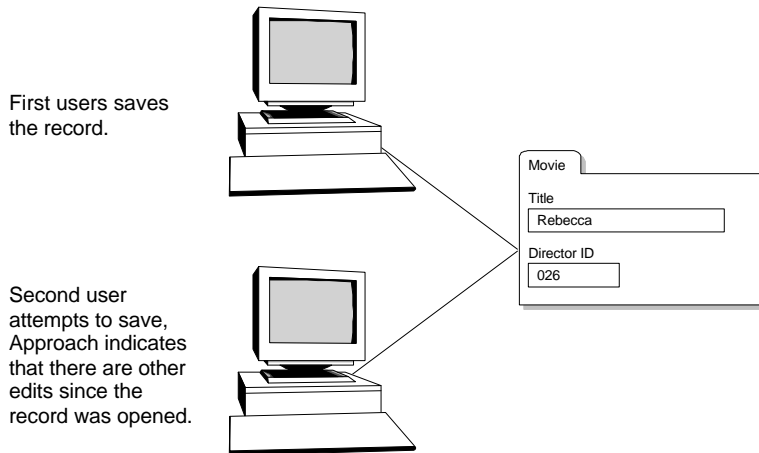 First users saves
the record.
Movie
Title
Rebecca
Director ID
026
Second user
attempts to save,
Approach indicates
that there are other
edits since the
record was opened.